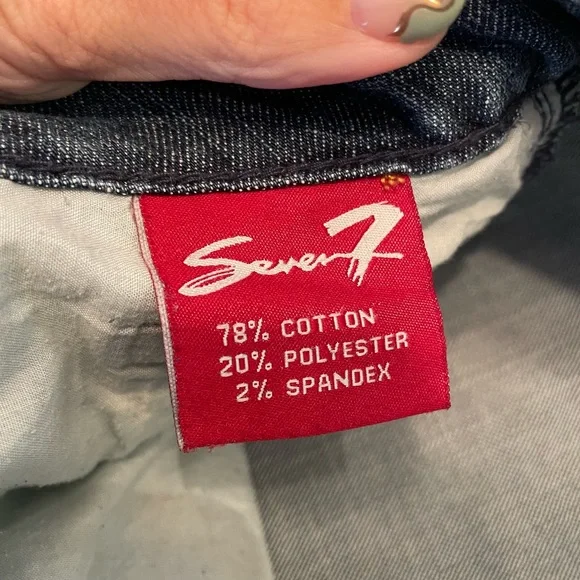 Seven7
78% COTTON
20% POLYESTER
2% SPANDEX